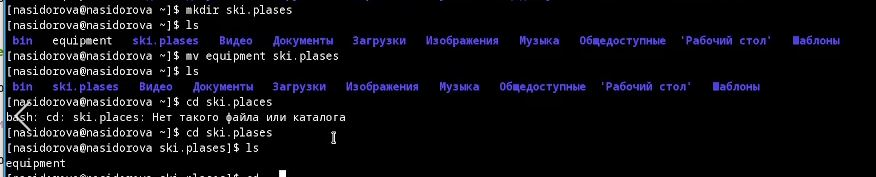 [nasidorova@nasidorova ~]$ mkdir ski.plases
[nasidorova@nasidorova ~]$ ls
bin equipment ski.plases Видео Документы Загрузки Изображения Музыка Общедоступные 'Рабочий стол' Шаблоны
[nasidorova@nasidorova ~]$ mv equipment ski.plases
[nasidorova@nasidorova ~]$ ls
bin ski.plases Видео Документы Загрузки Изображения Музыка Общедоступные 'Рабочий стол' Шаблоны
[nasidorova@nasidorova ~]$ cd ski.places
bash: cd: ski.places: Нет такого файла или каталога
[nasidorova@nasidorova ~]$ cd ski.plases
[nasidorova@nasidorova ski.plases]$ ls
equipment
[nasidorova@nasidorova ski.plases]$ cd